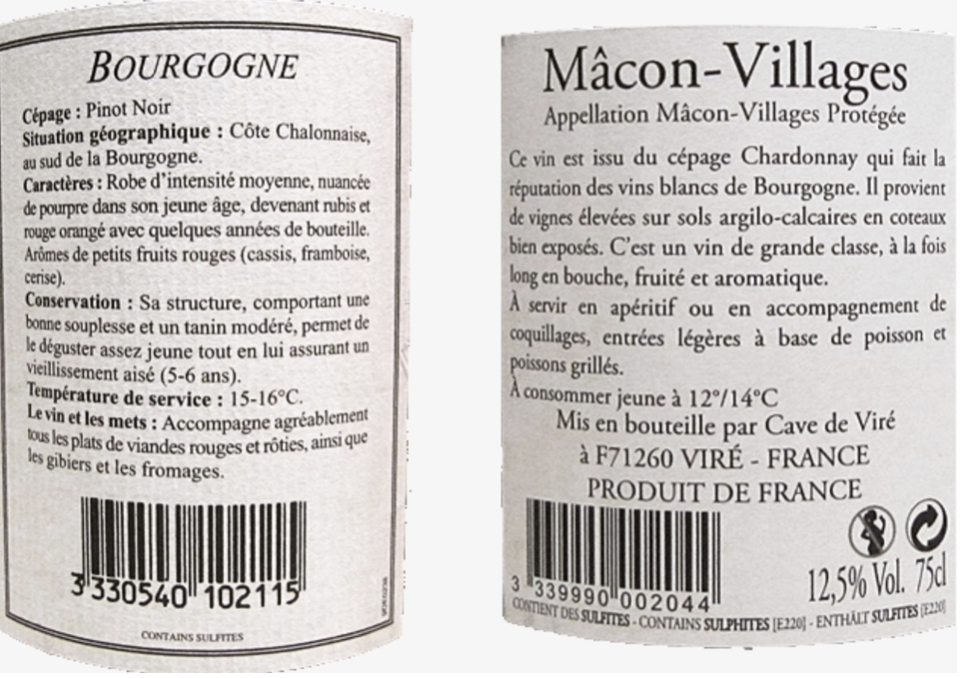 BOURGOGNE
Cépage : Pinot Noir
Situation géographique : Côte Chalonnaise,
au sud de la Bourgogne.
Caractères : Robe d'intensité moyenne, nuancée
de pourpre dans son jeune âge, devenant rubis et
rouge orangé avec quelques années de bouteille.
Arômes de petits fruits rouges (cassis, framboise,
cerise).
Conservation : Sa structure, comportant une
bonne souplesse et un tanin modéré, permet de
le déguster assez jeune tout en lui assurant un
vieillissement aisé (5-6 ans).
Température de service : 15-16°C.
Le vin et les mets : Accompagne agréablement
tous les plats de viandes rouges et rôties, ainsi que
les gibiers et les fromages.
3 330540 102115
CONTAINS SULFITES
Mâcon-Villages
Appellation Mâcon-Villages Protégée
Ce vin est issu du cépage Chardonnay qui fait la
réputation des vins blancs de Bourgogne. Il provient
de vignes élevées sur sols argilo-calcaires en coteaux
bien exposés. C'est un vin de grande classe, à la fois
long en bouche, fruité et aromatique.
À servir en apéritif ou en accompagnement de
coquillages, entrées légères à base de poisson et
poissons grillés.
À consommer jeune à 12°/14°C
Mis en bouteille par Cave de Viré
à F71260 VIRÉ - FRANCE
PRODUIT DE FRANCE
12,5% Vol. 75cl
3 339990 002044
CONTIENT DES SULFITES - CONTAINS SULPHITES [E220] - ENTHÄLT SULFITES [E220]